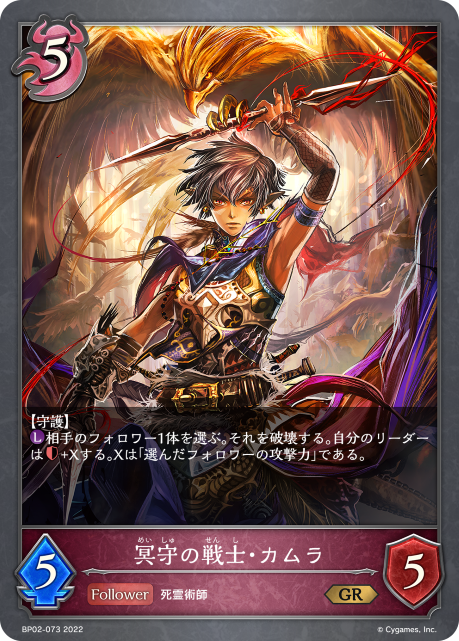 5
【守護】
相手のフォロワー1体を選ぶ。それを破壊する。自分のリーダー
は+Xする。Xは「選んだフォロワーの攻撃力」である。
めい しゅ せん し
冥守の戦士・カムラ
5
Follower 死霊術師
GR
5
BP02-073 2022
© Cygames, Inc.